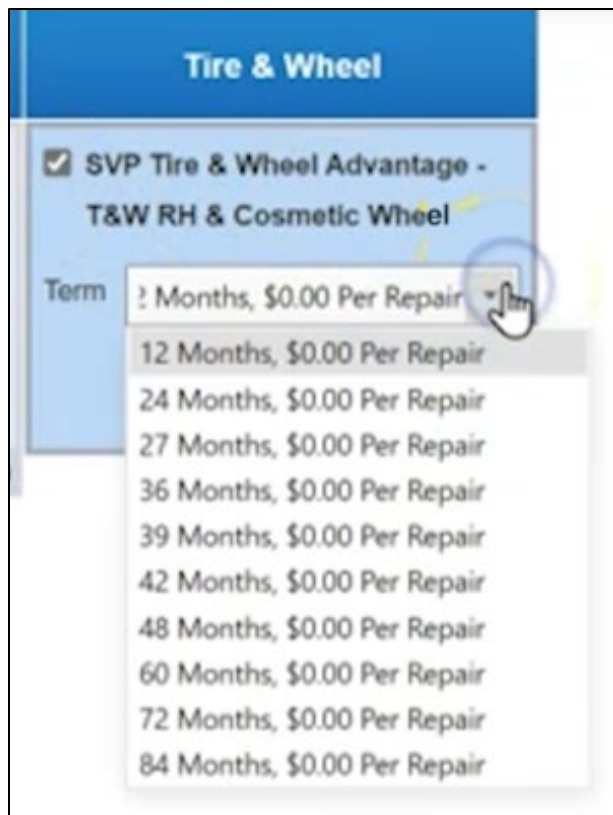 Tire & Wheel
SVP Tire & Wheel Advantage -
T&W RH & Cosmetic Wheel
Term
Months, $0.00 Per Repair
12 Months, $0.00 Per Repair
24 Months, $0.00 Per Repair
27 Months, $0.00 Per Repair
36 Months, $0.00 Per Repair
39 Months, $0.00 Per Repair
42 Months, $0.00 Per Repair
48 Months, $0.00 Per Repair
60 Months, $0.00 Per Repair
72 Months, $0.00 Per Repair
84 Months, $0.00 Per Repair